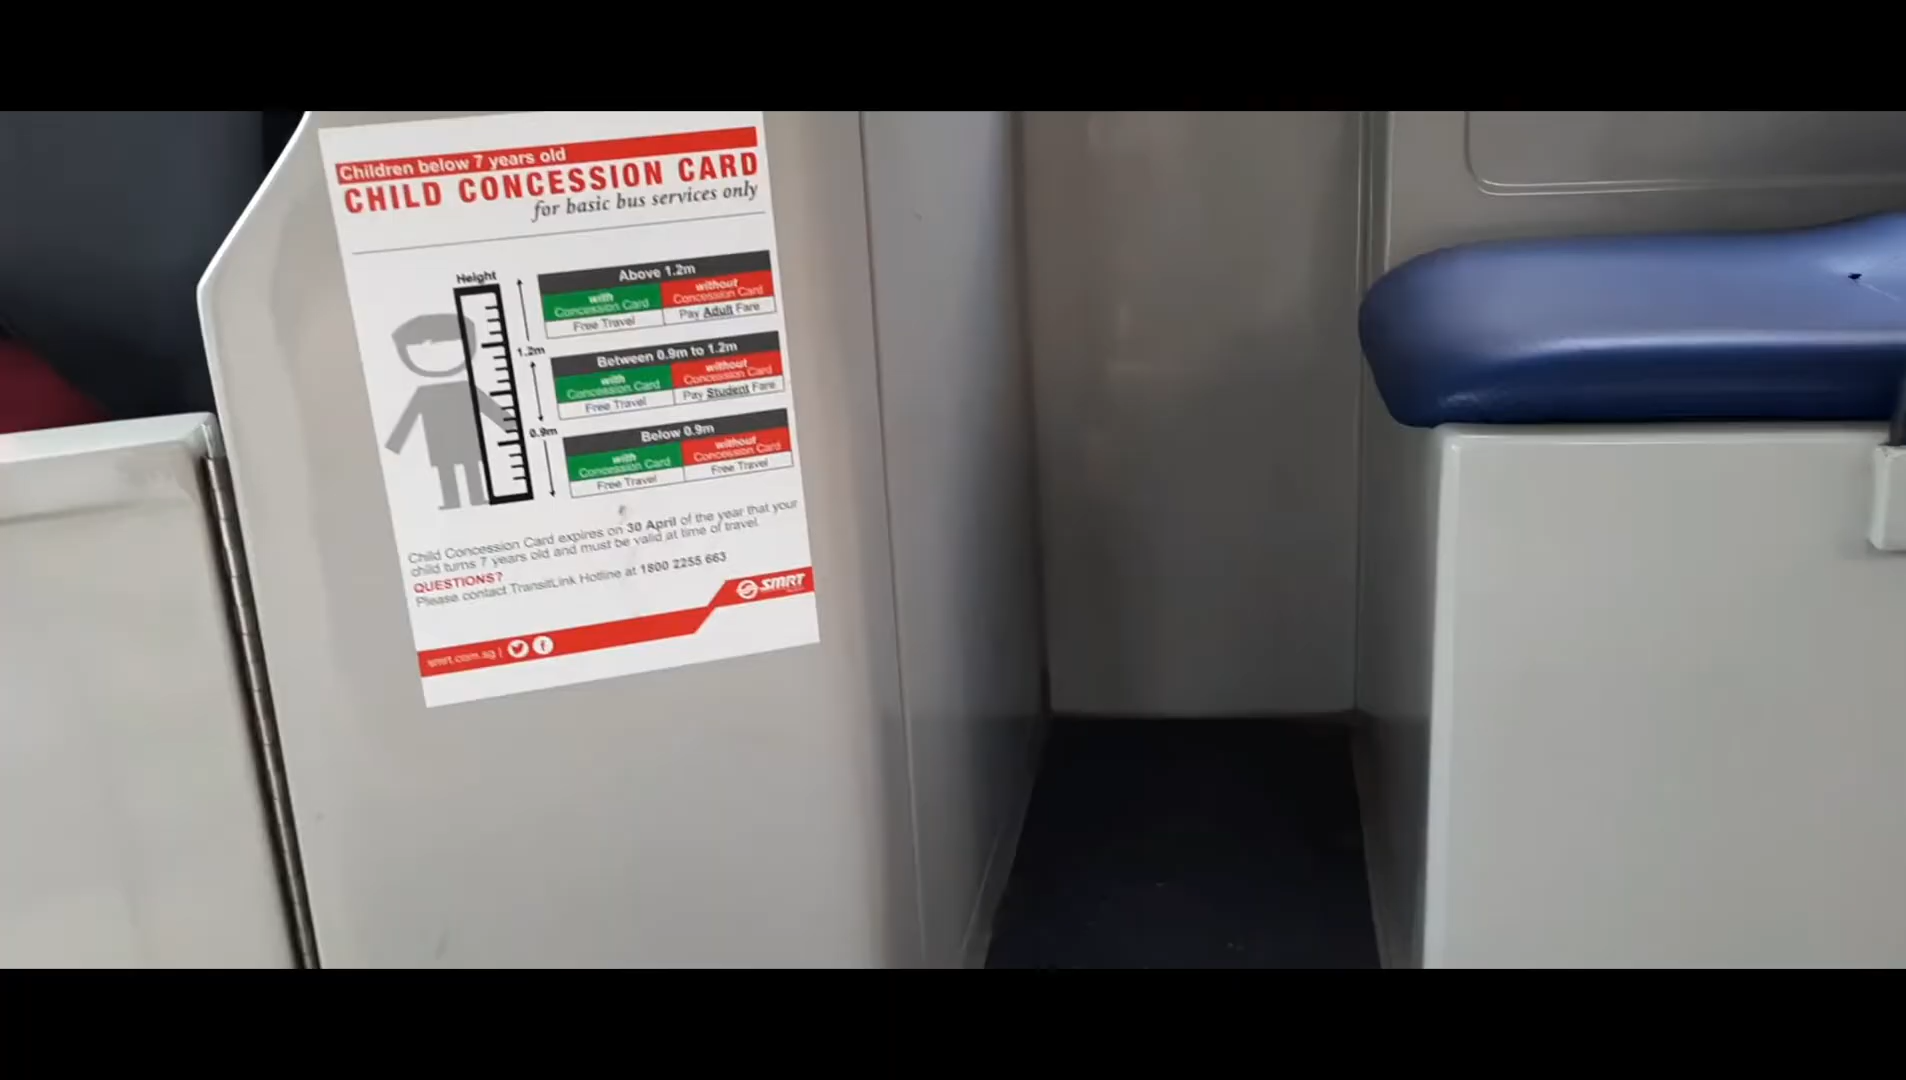 Children below 7 years old
CHILD CONCESSION CARD
for basic bus services only
Height
1.2m
0.9m
Above 1.2m
with Concession Card
without Concession Card
Free Travel
Pay Adult Fare
Between 0.9m to 1.2m
with Concession Card
without Concession Card
Free Travel
Pay Student Fare
Below 0.9m
with Concession Card
without Concession Card
Free Travel
Free Travel
Child Concession Card expires on 30 April of the year that your
child turns 7 years old and must be valid at time of travel.
QUESTIONS?
Please contact TransitLink Hotline at 1800 2255 663
SMRT
smrt.com.sg |